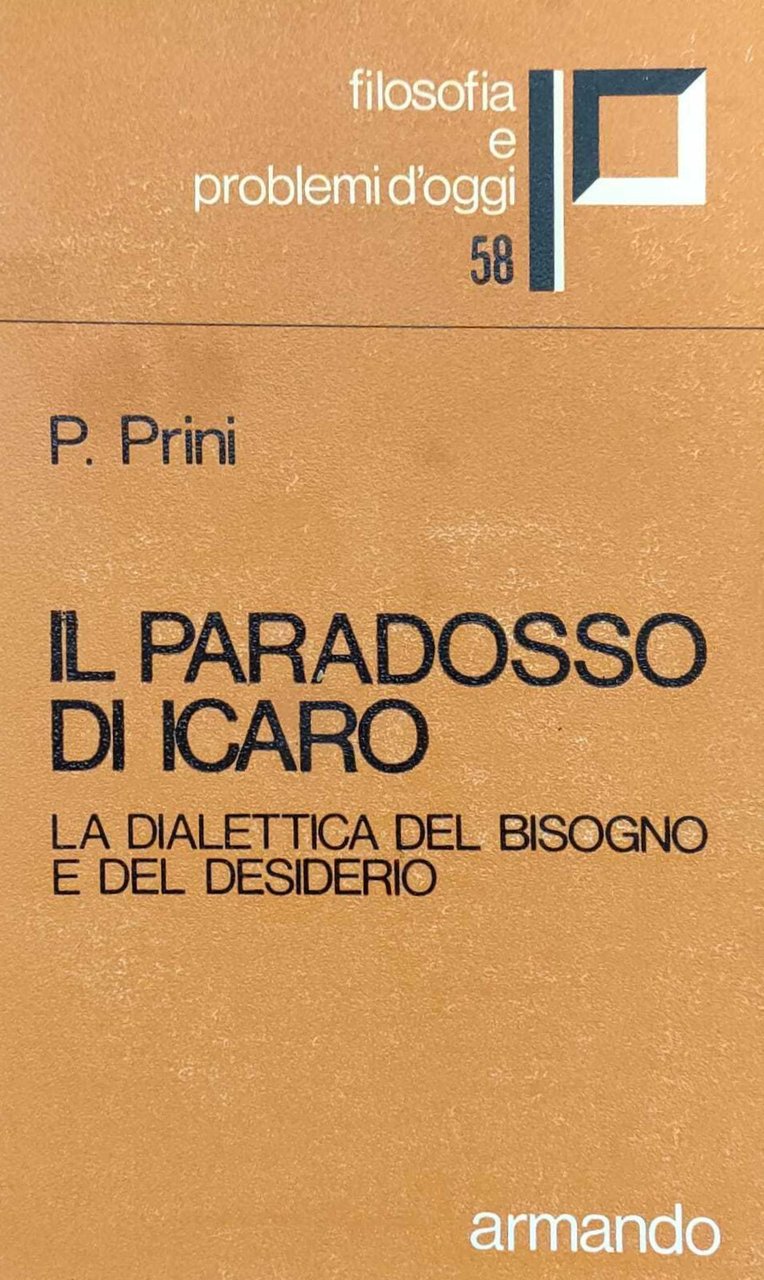 filosofia
e
problemi d'oggi
58
P. Prini
IL PARADOSSO
DI ICARO
LA DIALETTICA DEL BISOGNO
E DEL DESIDERIO
armando